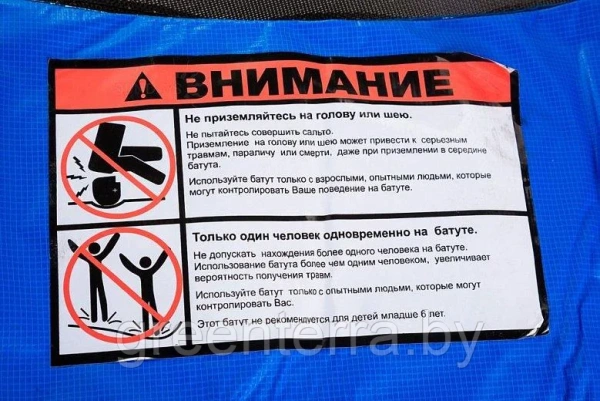 ВНИМАНИЕ
Не приземляйтесь на голову или шею.
Не пытайтесь совершить сальто.
Приземление на голову или шею может привести к серьезным
травмам, параличу или смерти, даже при приземлении в середине
батута.
Используйте батут только с взрослыми, опытными людьми, которые
могут контролировать Ваше поведение на батуте.
Только один человек одновременно на батуте.
Не допускать нахождения более одного человека на батуте.
Использование батута более чем одним человеком, увеличивает
вероятность получения травм.
Используйте батут только с опытными людьми, которые могут
контролировать Вас.
Этот батут не рекомендуется для детей младше 6 лет.
greenterra.by